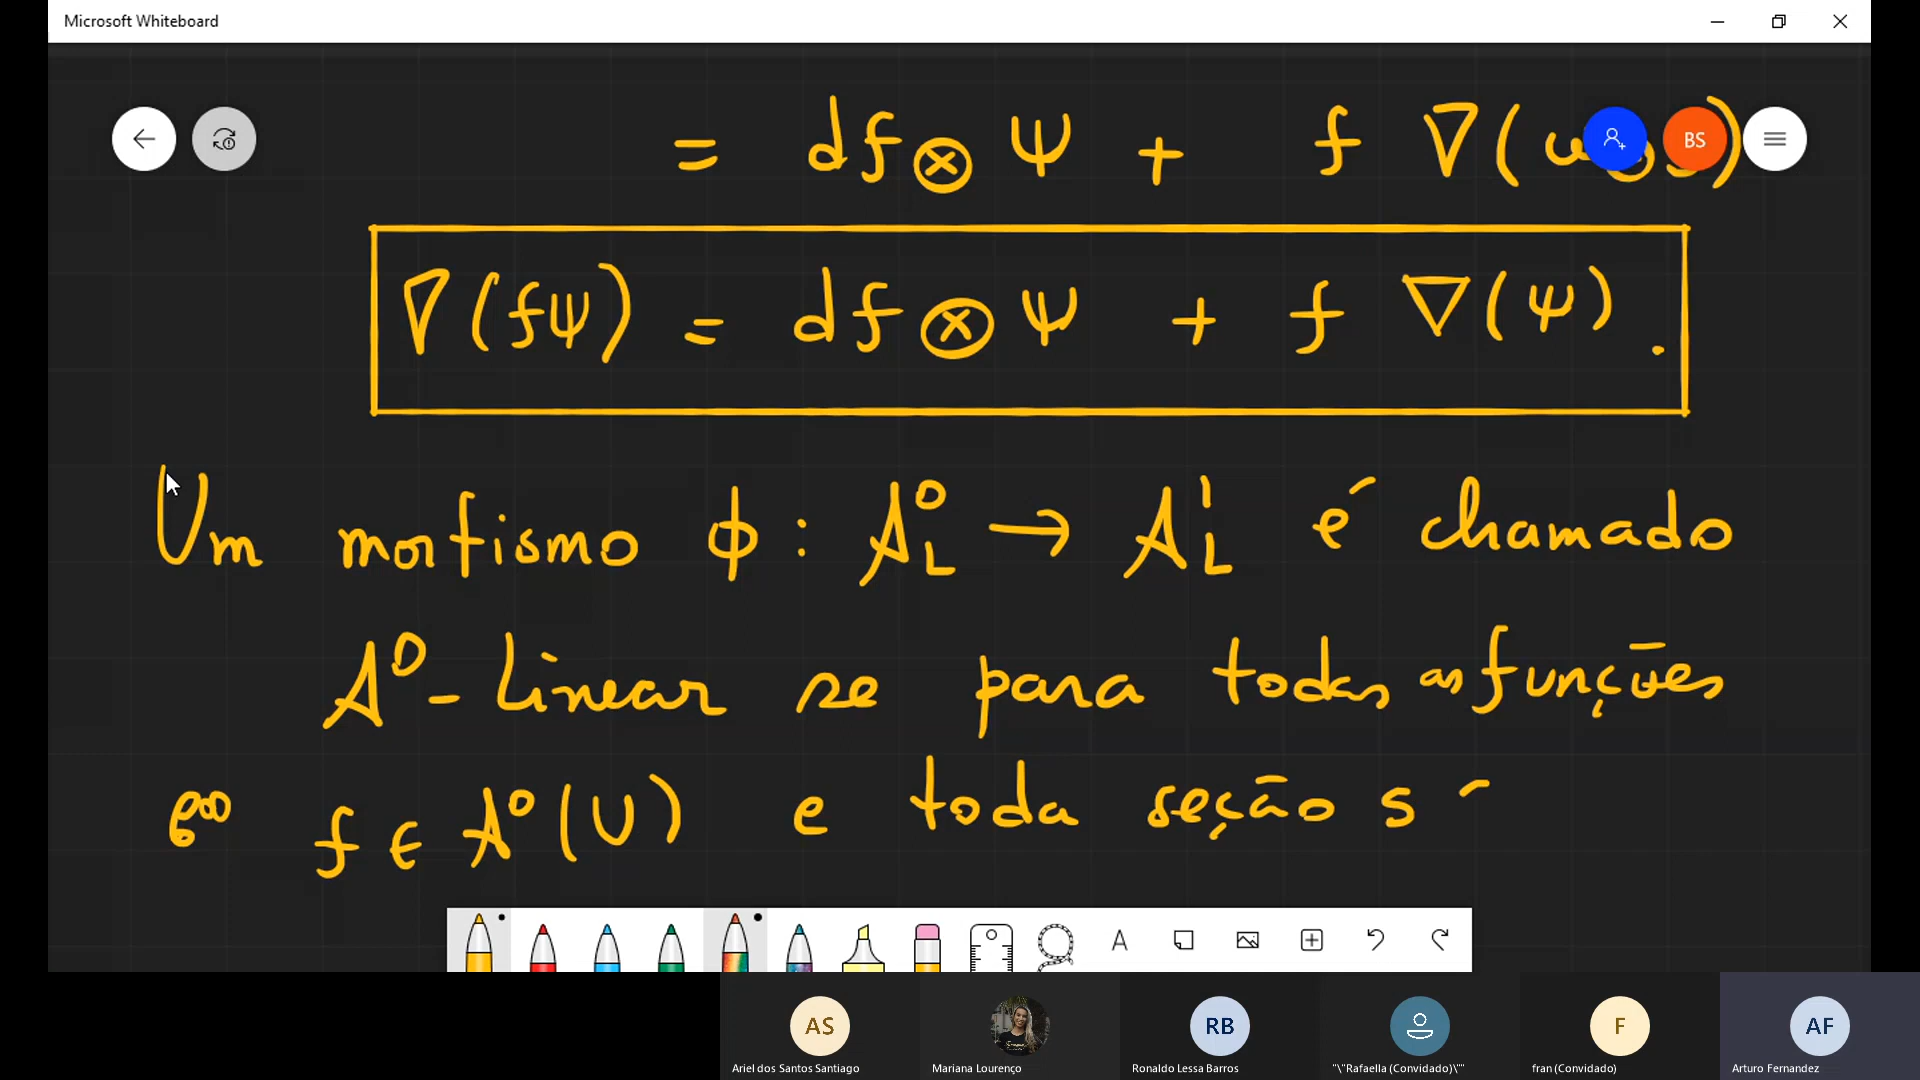 Microsoft Whiteboard
= df ⊗ ψ + f ∇(ω⊗s)
BS
∇(fψ) = df ⊗ ψ + f ∇(ψ).
Um morfismo ϕ : A⁰_L → A¹_L é chamado
A⁰-linear se para todas as funções
C^∞ f ∈ A⁰(U) e toda seção s
A
AS
RB
F
AF
Ariel dos Santos Santiago
Mariana Lourenço
Ronaldo Lessa Barros
"\"Rafaella (Convidado)\""
fran (Convidado)
Arturo Fernandez